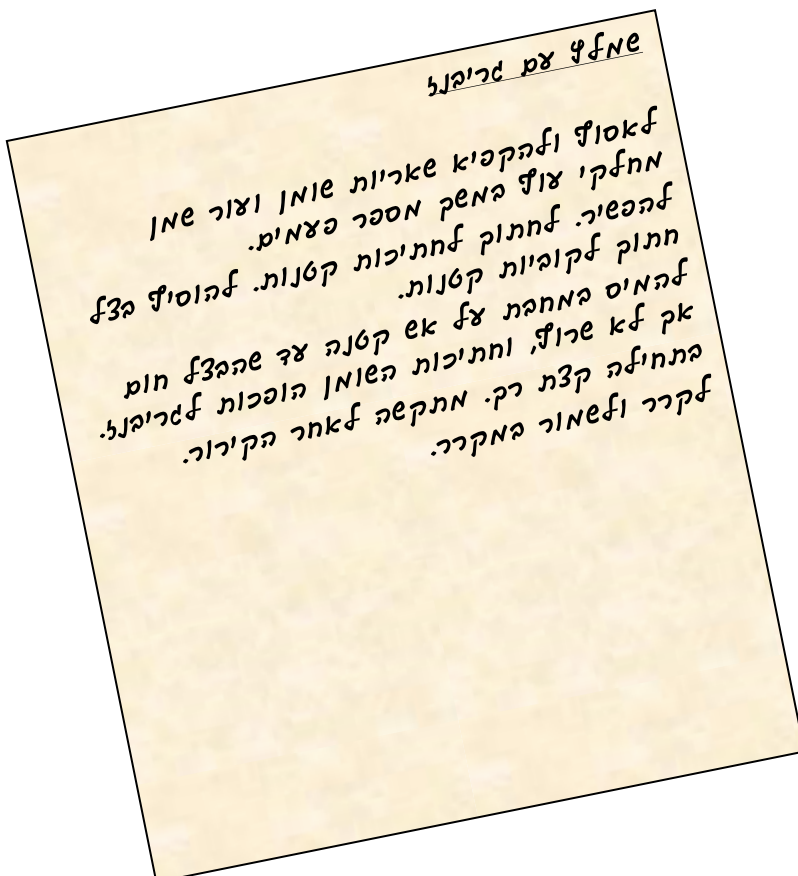 שמלץ עם גריבנז
לאסוף ולהקפיא שאריות שומן ועור שמן
מחלקי עוף במשך מספר פעמים.
להפשיר. לחתוך לחתיכות קטנות. להוסיף בצל
חתוך לקוביות קטנות.
להמיס במחבת על אש קטנה עד שהבצל חום
אך לא שרוף, וחתיכות השומן הופכות לגריבנז.
בתחילה קצת רך. מתקשה לאחר הקירור.
לקרר ולשמור במקרר.